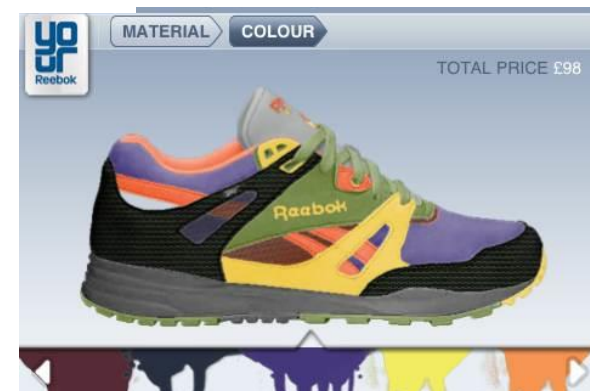 yo
ur
Reebok
MATERIAL
COLOUR
TOTAL PRICE £98
Reebok